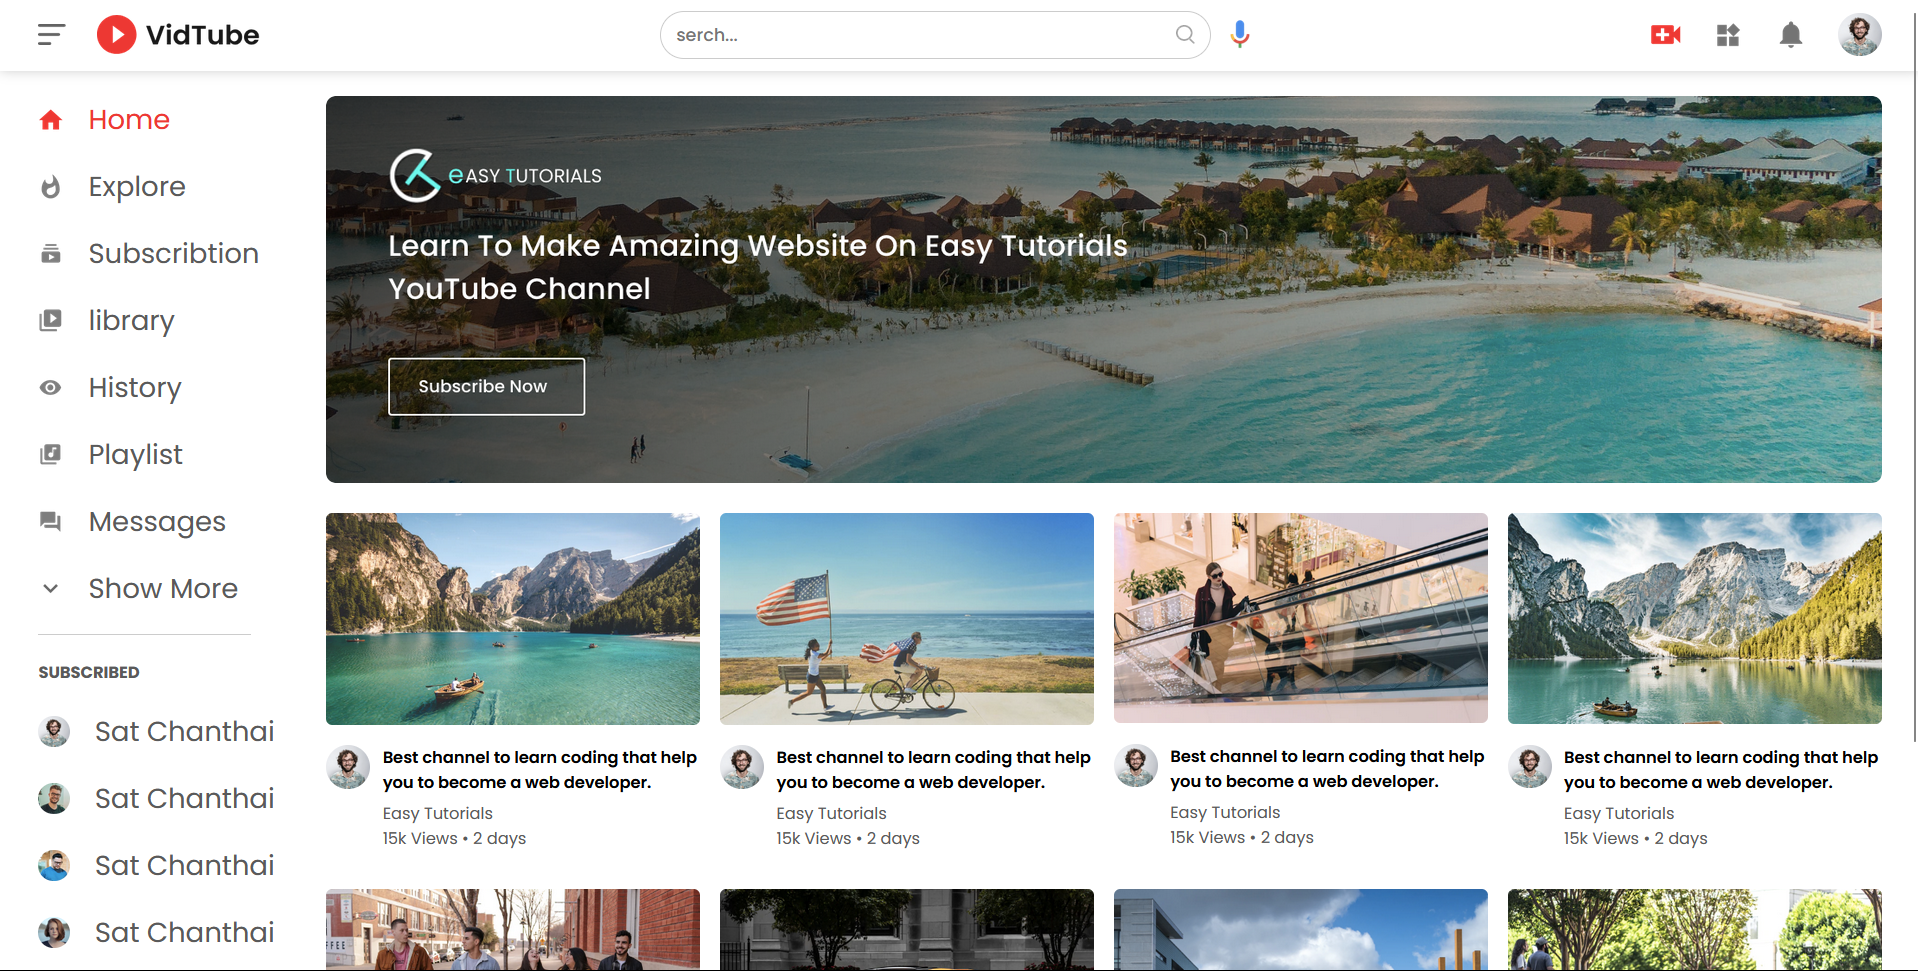 VidTube
serch...
Home
Explore
Subscribtion
library
History
Playlist
Messages
Show More
SUBSCRIBED
Sat Chanthai
Sat Chanthai
Sat Chanthai
Sat Chanthai
eASY TUTORIALS
Learn To Make Amazing Website On Easy Tutorials
YouTube Channel
Subscribe Now
Best channel to learn coding that help
you to become a web developer.
Easy Tutorials
15k Views • 2 days
Best channel to learn coding that help
you to become a web developer.
Easy Tutorials
15k Views • 2 days
Best channel to learn coding that help
you to become a web developer.
Easy Tutorials
15k Views • 2 days
Best channel to learn coding that help
you to become a web developer.
Easy Tutorials
15k Views • 2 days
FFEE